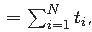 = \sum_{i=1}^{N} t_i,